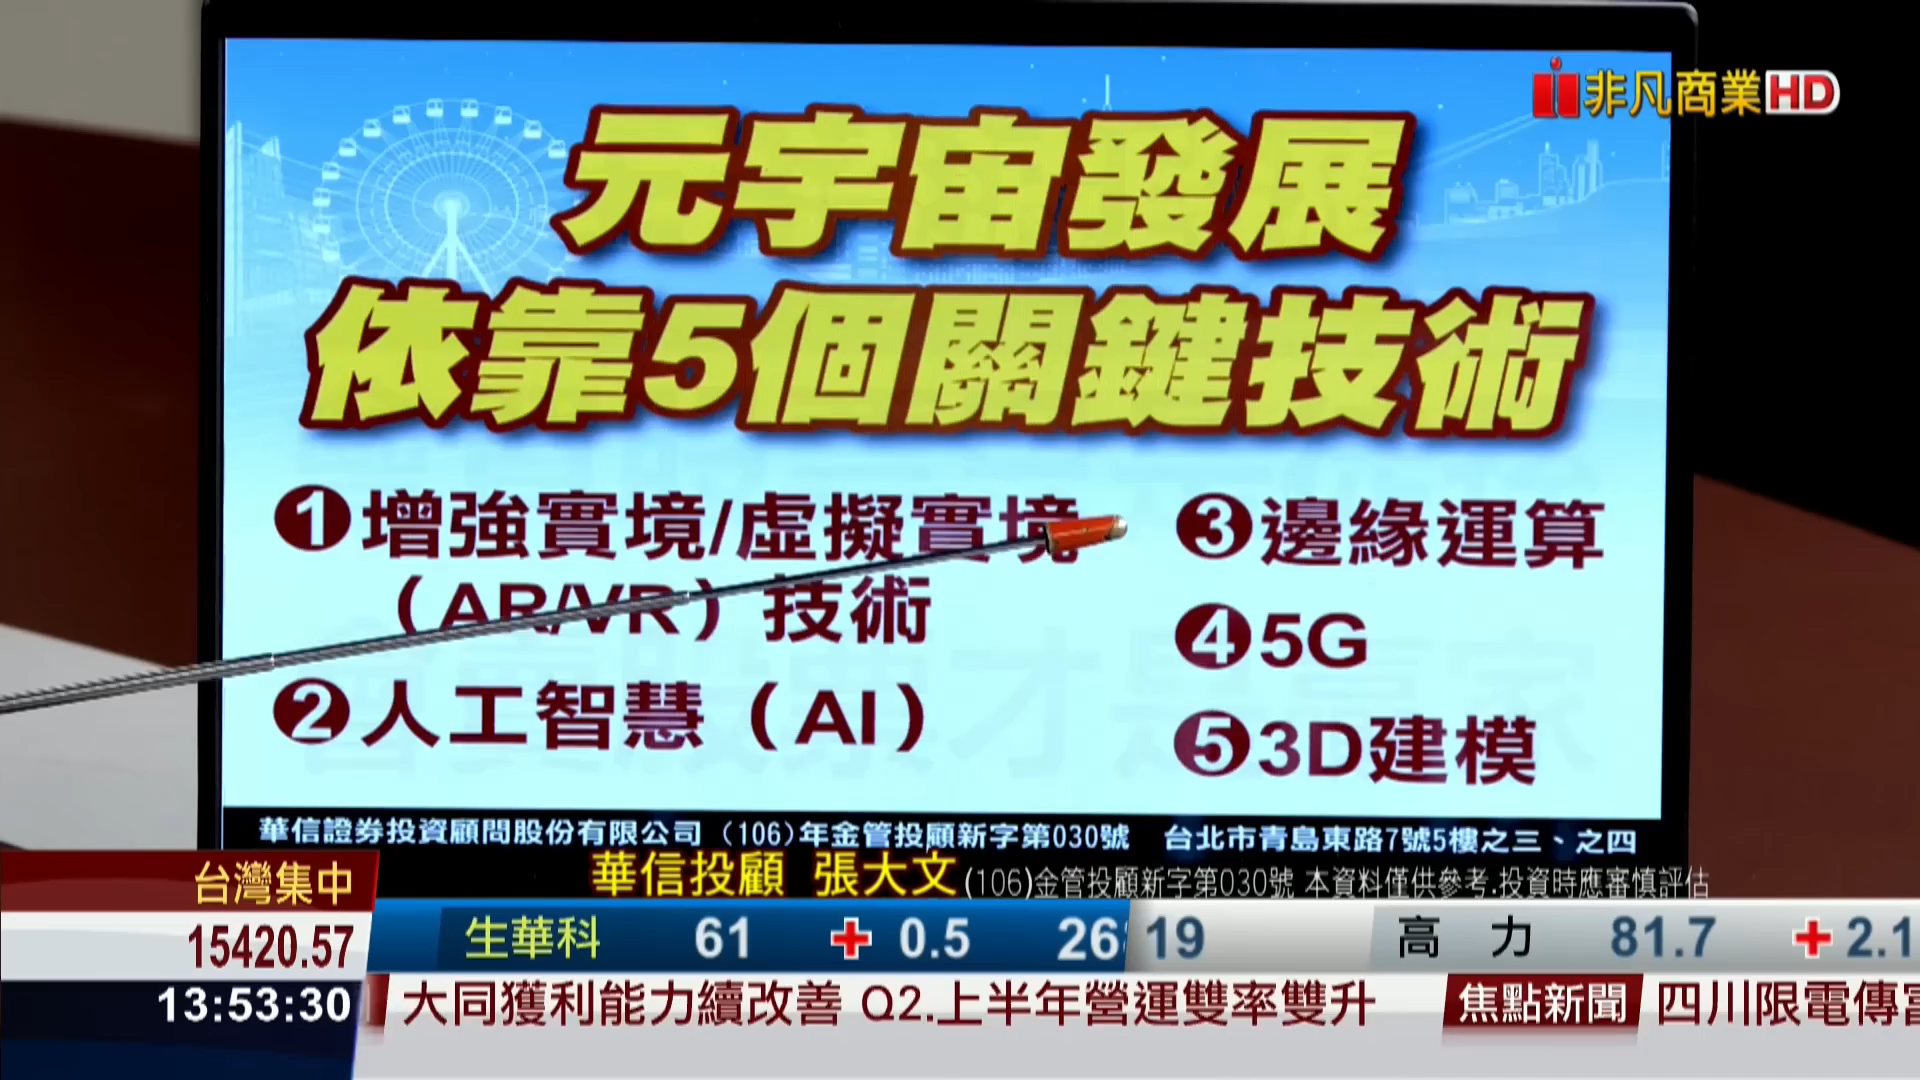 非凡商業HD
元宇宙發展
依靠5個關鍵技術
❶增強實境/虛擬實境
（AR/VR）技術
❷人工智慧（AI）
❸邊緣運算
❹5G
❺3D建模
華信證券投資顧問股份有限公司（106)年金管投顧新字第030號 台北市青島東路7號5樓之三、之四
華信投顧 張大文 (106)金管投顧新字第030號 本資料僅供參考.投資時應審慎評估
台灣集中
15420.57
13:53:30
生華科 61 + 0.5 26 19 高力 81.7 + 2.1
大同獲利能力續改善 Q2.上半年營運雙率雙升 焦點新聞 四川限電傳